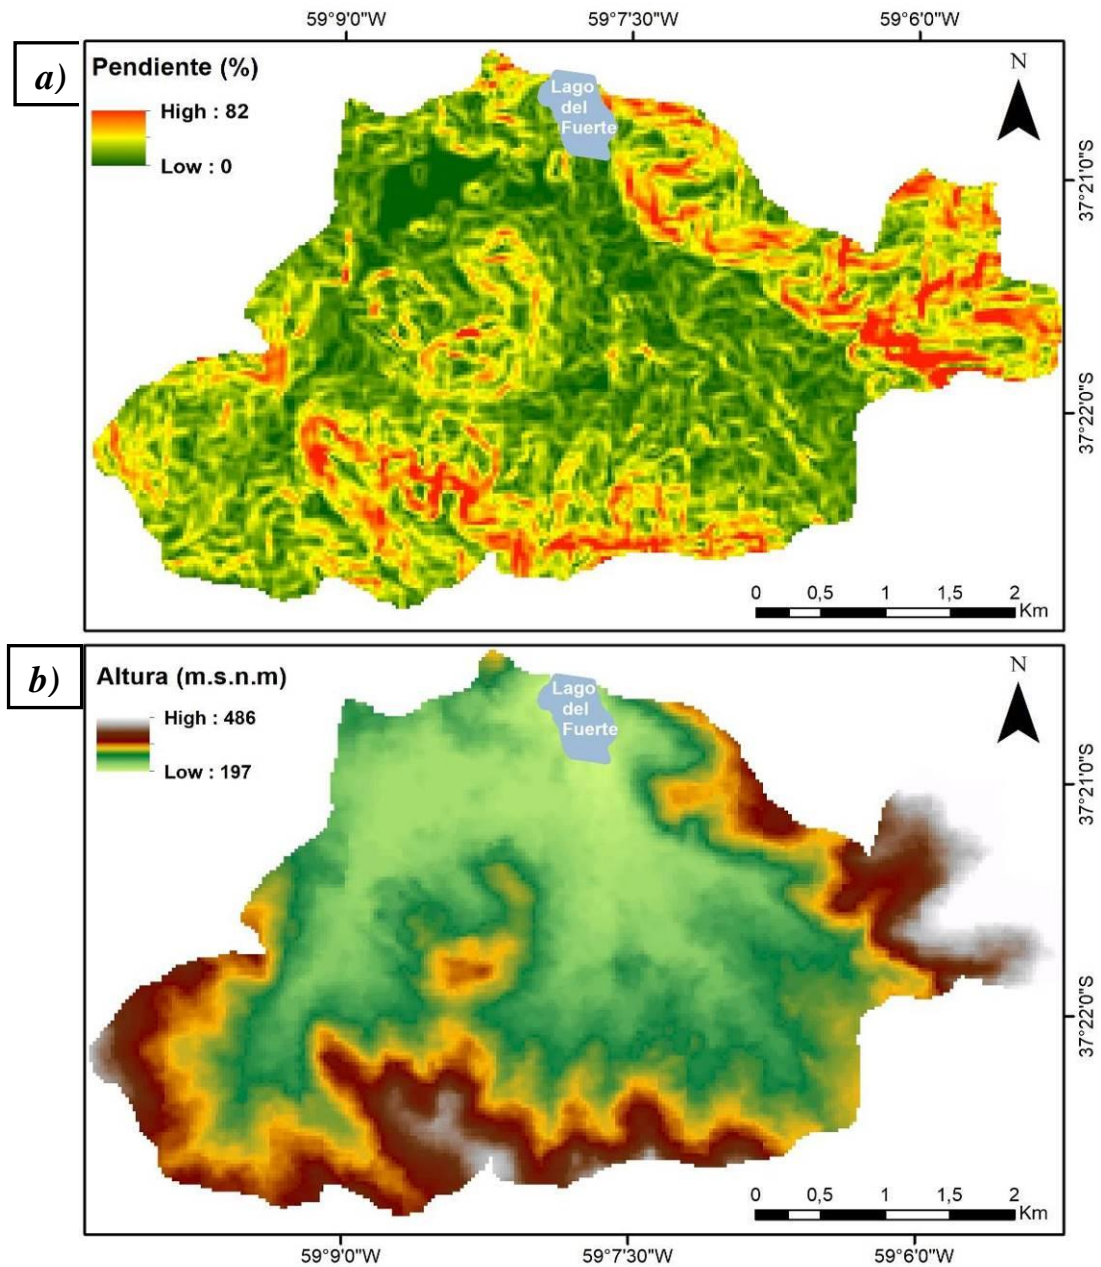 59°9'0"W 59°7'30"W 59°6'0"W
a)
Pendiente (%)
High : 82
Low : 0
Lago
del
Fuerte
N
37°21'0"S
37°22'0"S
0 0,5 1 1,5 2
Km
b)
Altura (m.s.n.m)
High : 486
Low : 197
Lago
del
Fuerte
N
37°21'0"S
37°22'0"S
0 0,5 1 1,5 2
Km
59°9'0"W 59°7'30"W 59°6'0"W